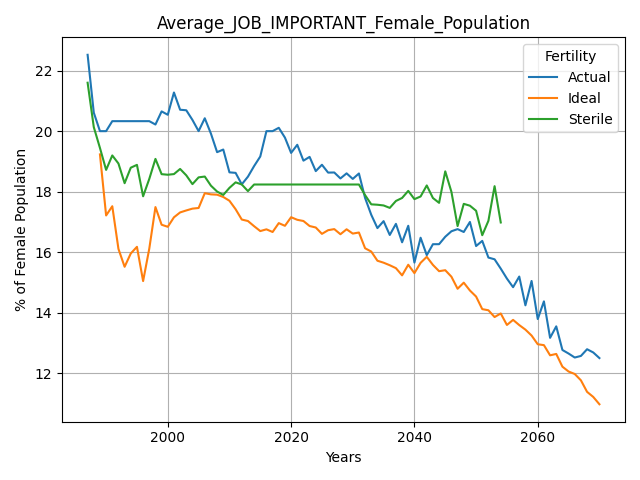 Average_JOB_IMPORTANT_Female_Population
Fertility
Actual
Ideal
Sterile
% of Female Population
22
20
18
16
14
12
2000 2020 2040 2060
Years